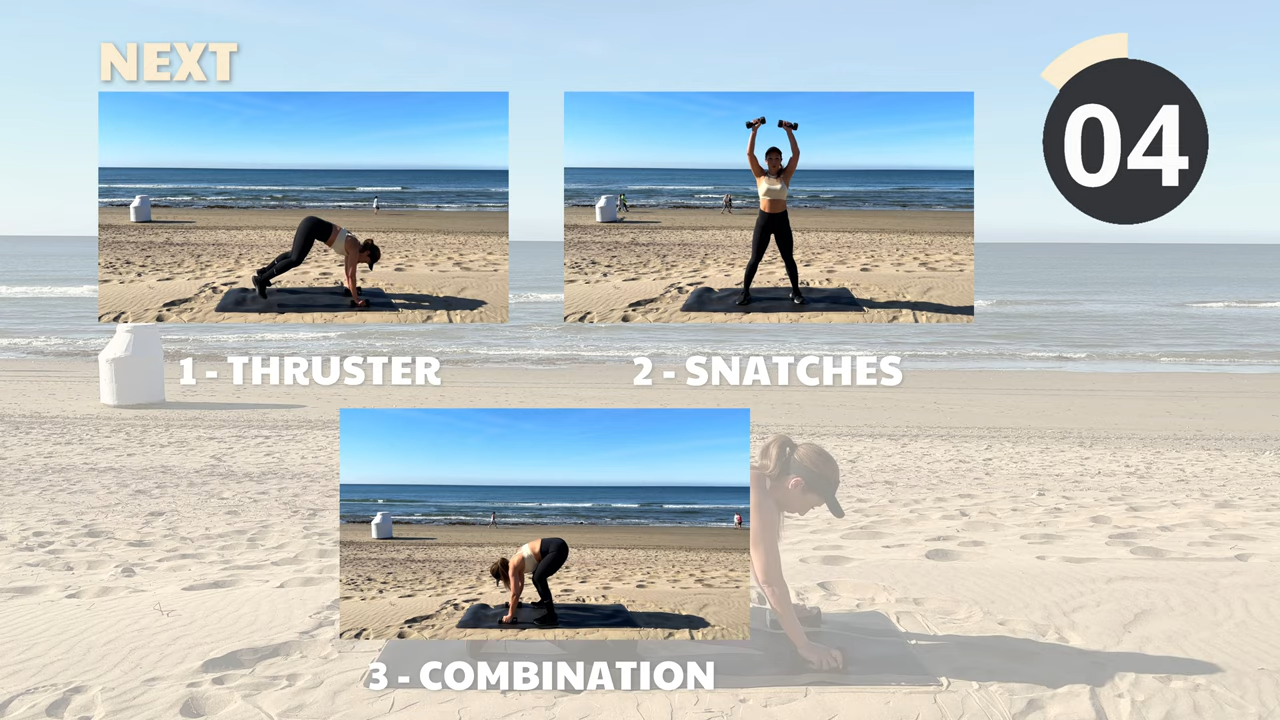 NEXT
04
1 - THRUSTER
2 - SNATCHES
3 - COMBINATION